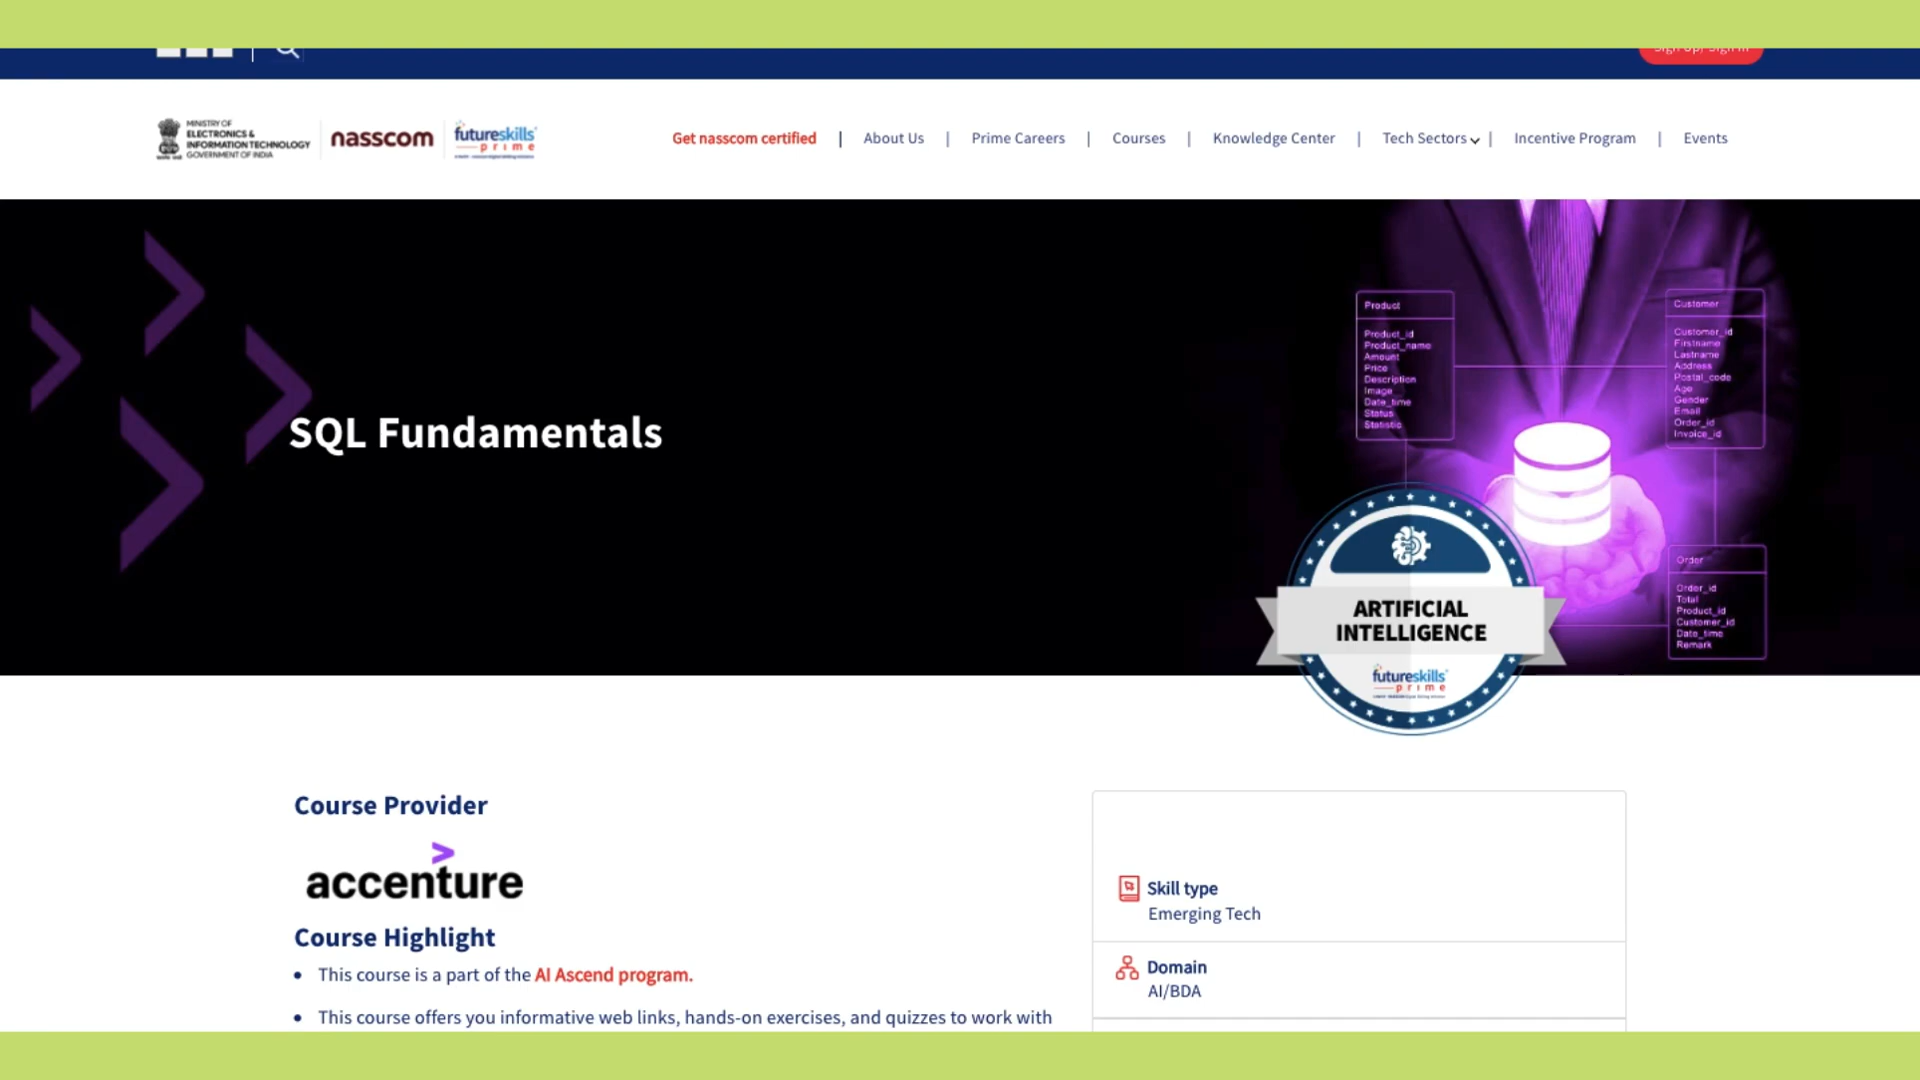 Sign Up/ Sign In
MINISTRY OF
ELECTRONICS &
INFORMATION TECHNOLOGY
GOVERNMENT OF INDIA
nasscom
futureskills
prime
Get nasscom certified | About Us | Prime Careers | Courses | Knowledge Center | Tech Sectors | Incentive Program | Events
SQL Fundamentals
Product
Product_id
Product_name
Amount
Price
Description
Image
Date_time
Status
Statistic
Customer
Customer_id
Firstname
Lastname
Address
Postal_code
Age
Gender
Email
Order_id
Invoice_id
Order
Order_id
Total
Product_id
Customer_id
Date_time
Remark
ARTIFICIAL
INTELLIGENCE
futureskills
prime
Course Provider
accenture
Course Highlight
• This course is a part of the AI Ascend program.
• This course offers you informative web links, hands-on exercises, and quizzes to work with
Skill type
Emerging Tech
Domain
AI/BDA